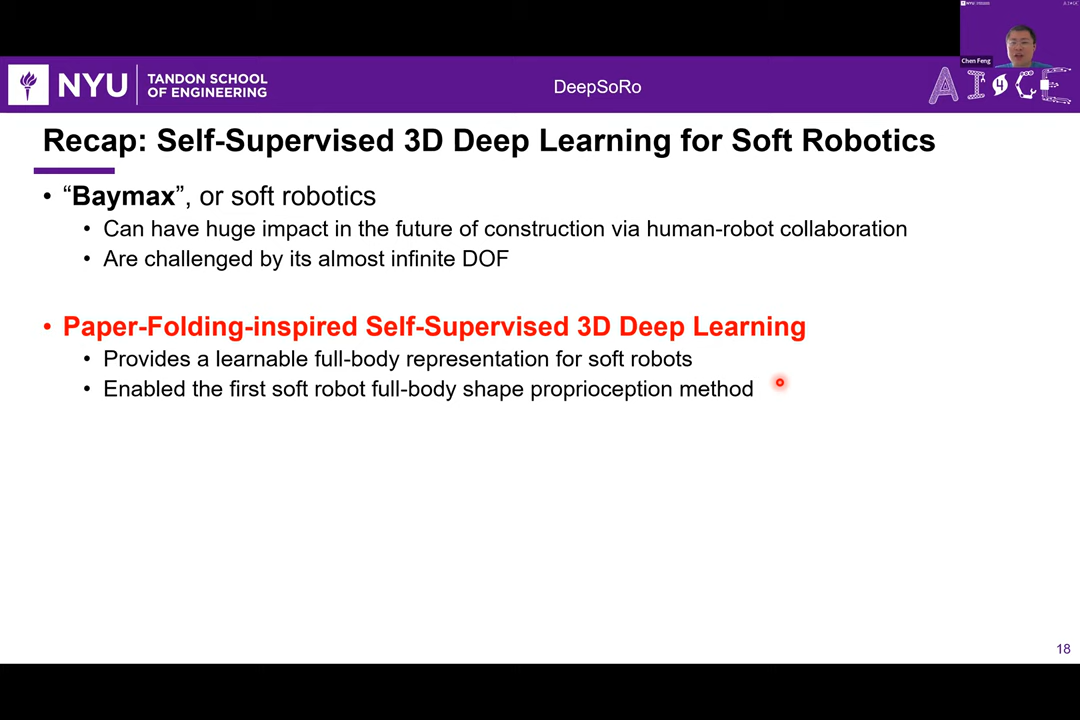 NYU
TANDON SCHOOL
OF ENGINEERING
DeepSoRo
Chen Feng
AI4CE
Recap: Self-Supervised 3D Deep Learning for Soft Robotics
• “Baymax”, or soft robotics
• Can have huge impact in the future of construction via human-robot collaboration
• Are challenged by its almost infinite DOF
• Paper-Folding-inspired Self-Supervised 3D Deep Learning
• Provides a learnable full-body representation for soft robots
• Enabled the first soft robot full-body shape proprioception method
18